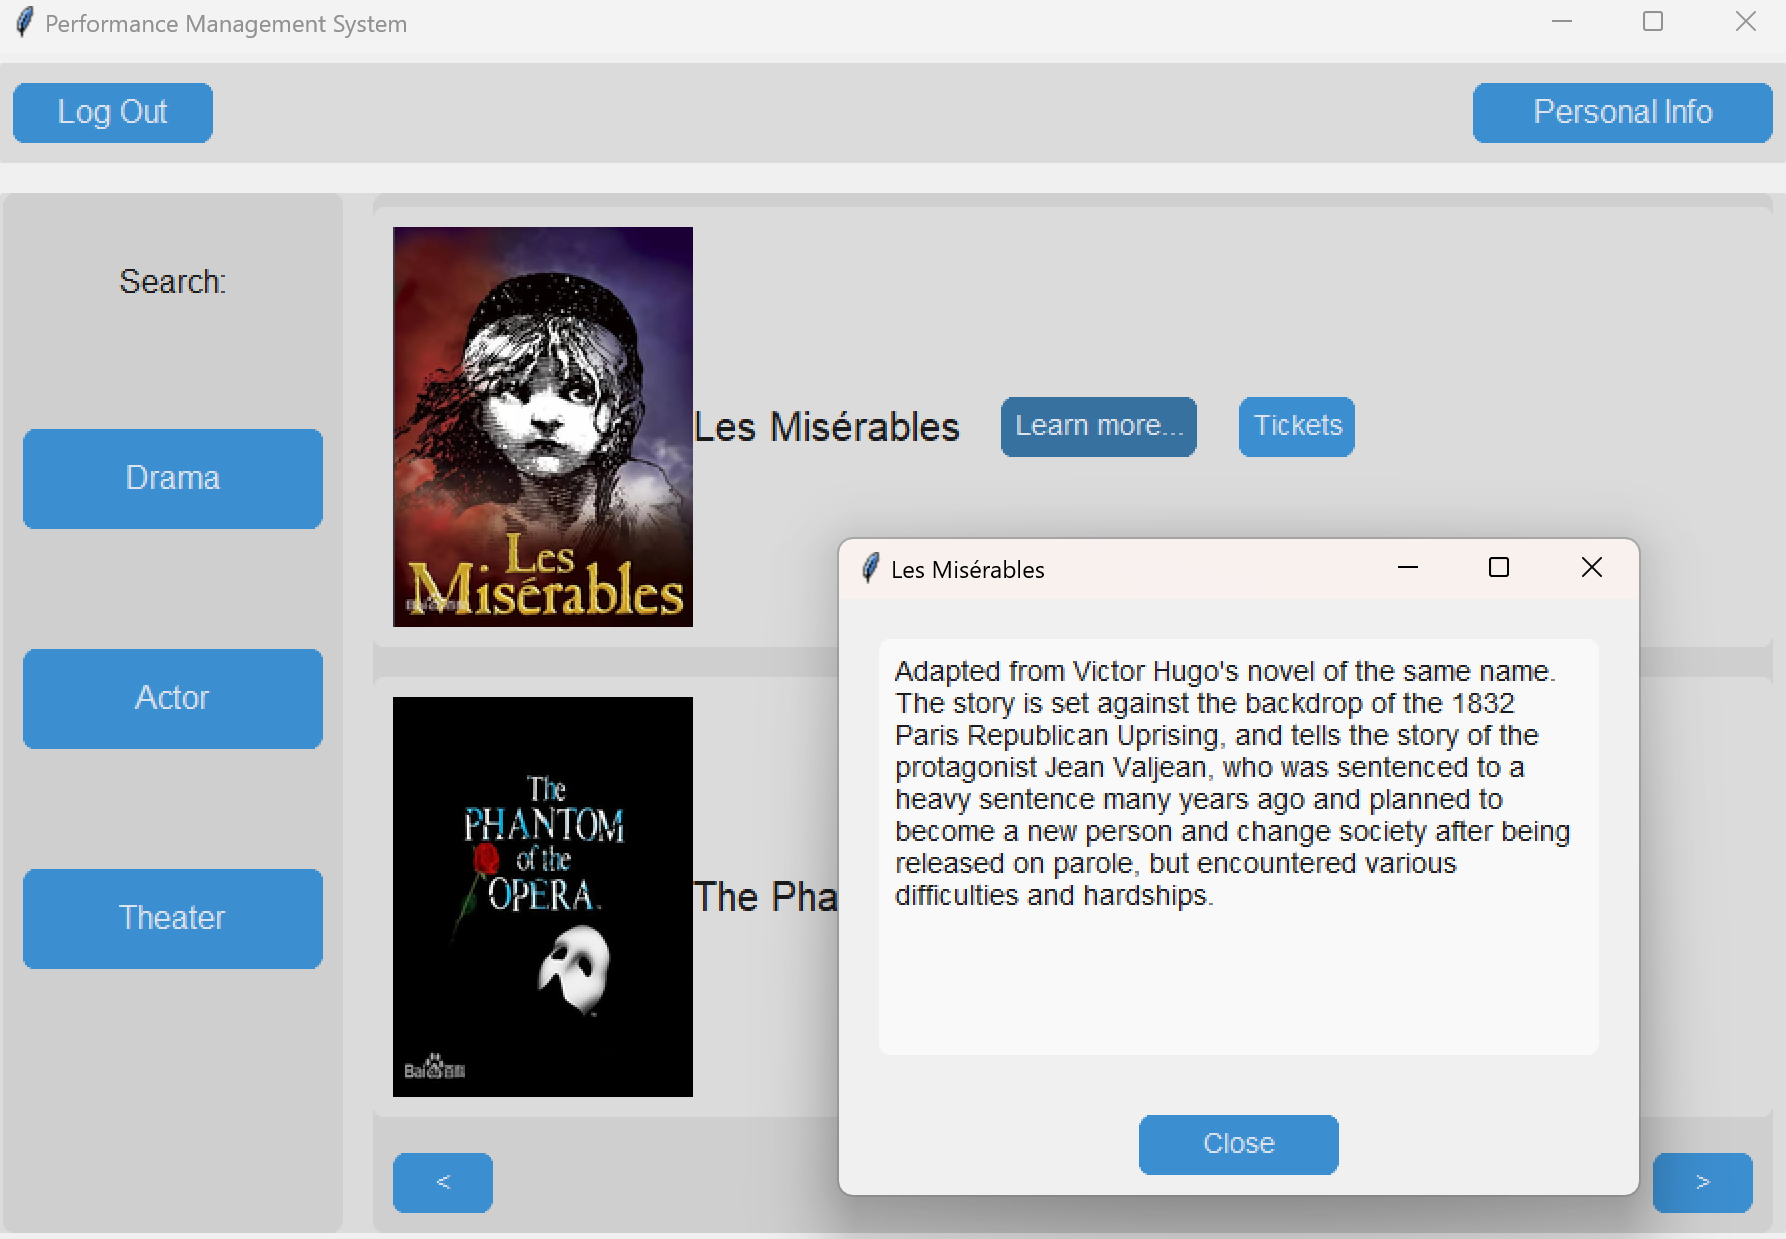 Performance Management System
Log Out
Personal Info
Search:
Drama
Actor
Theater
Les
Misérables
Les Misérables
Learn more...
Tickets
The
PHANTOM
of the
OPERA.
Bai百科
The Pha
<
>
Les Misérables
Adapted from Victor Hugo's novel of the same name.
The story is set against the backdrop of the 1832
Paris Republican Uprising, and tells the story of the
protagonist Jean Valjean, who was sentenced to a
heavy sentence many years ago and planned to
become a new person and change society after being
released on parole, but encountered various
difficulties and hardships.
Close